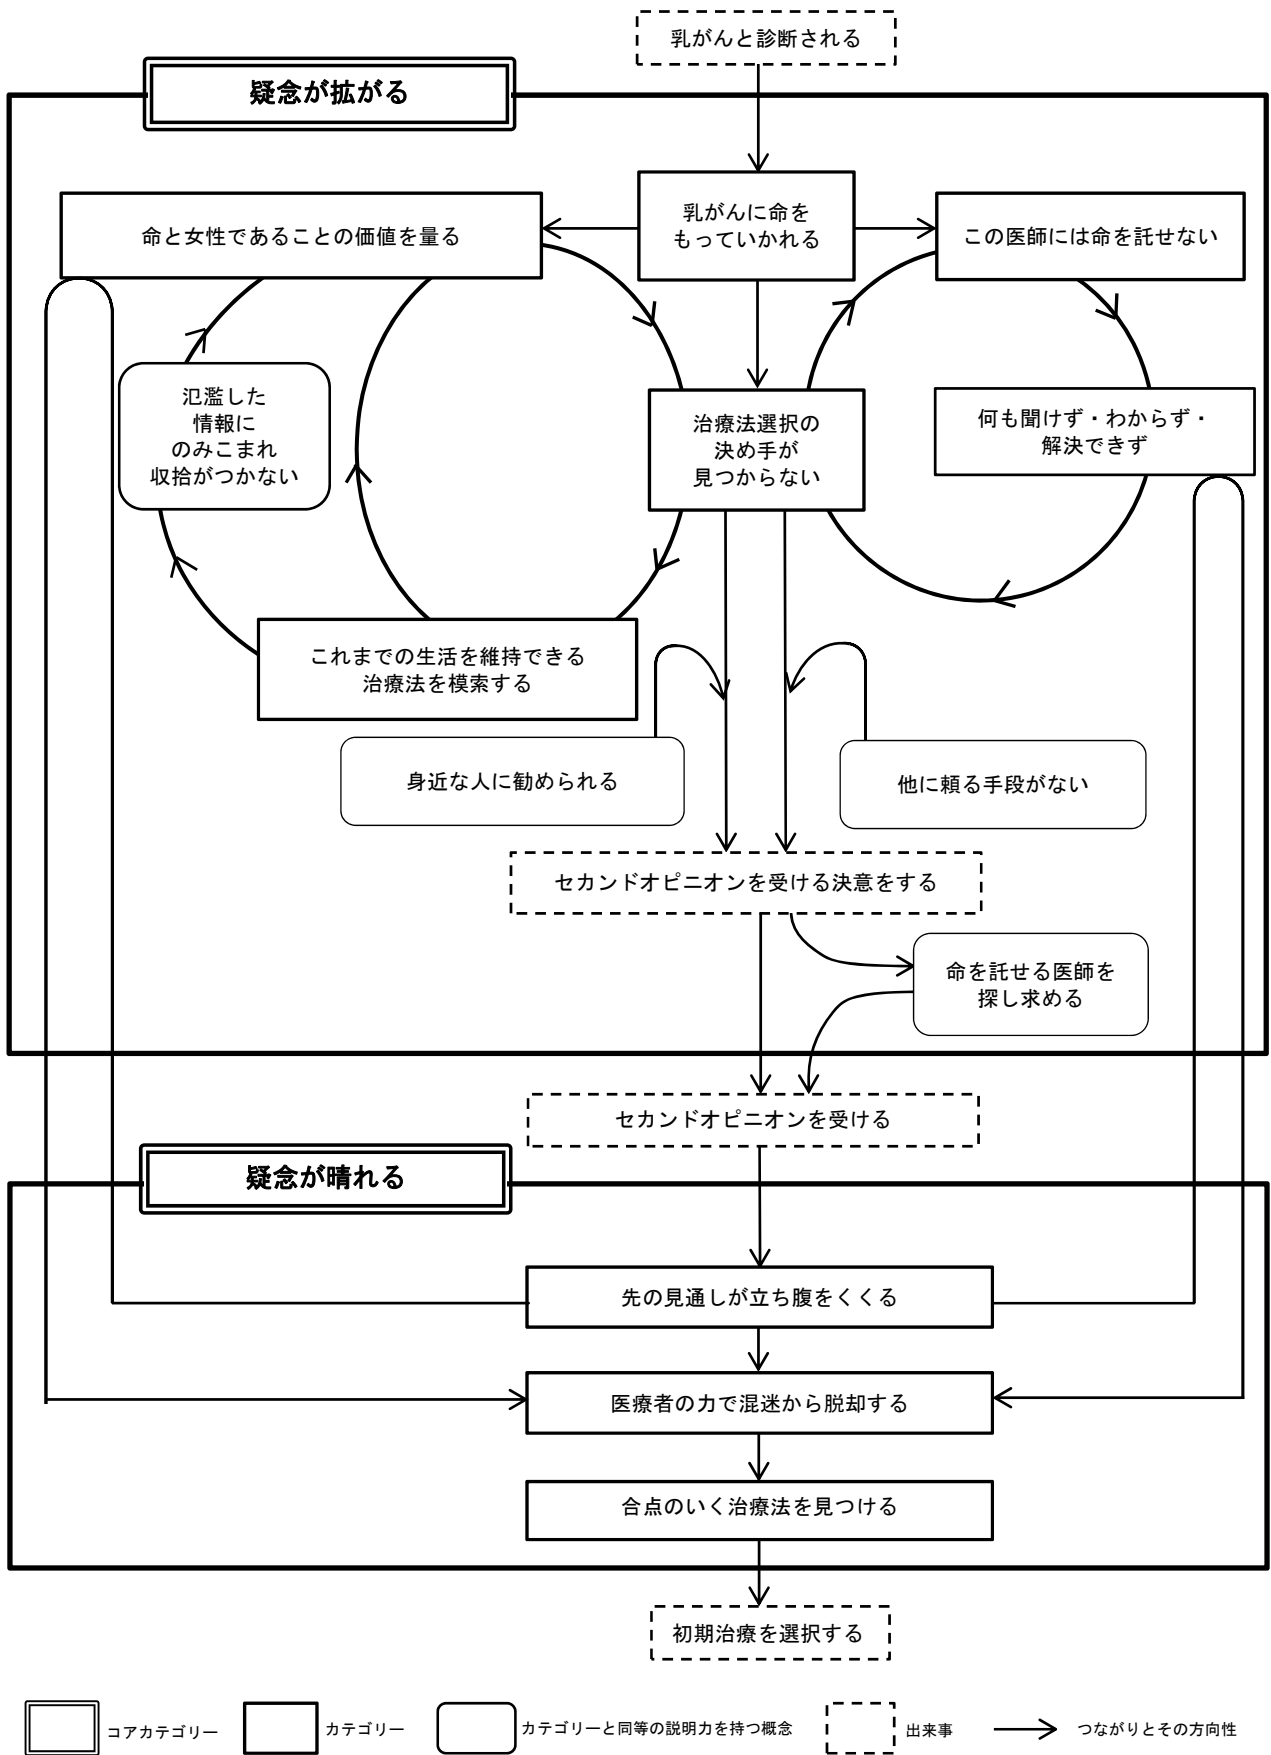 乳がんと診断される
疑念が拡がる
乳がんに命を
もっていかれる
命と女性であることの価値を量る
この医師には命を託せない
氾濫した
情報に
のみこまれ
収拾がつかない
治療法選択の
決め手が
見つからない
何も聞けず・わからず・
解決できず
これまでの生活を維持できる
治療法を模索する
身近な人に勧められる
他に頼る手段がない
セカンドオピニオンを受ける決意をする
命を託せる医師を
探し求める
セカンドオピニオンを受ける
疑念が晴れる
先の見通しが立ち腹をくくる
医療者の力で混迷から脱却する
合点のいく治療法を見つける
初期治療を選択する
コアカテゴリー
カテゴリー
カテゴリーと同等の説明力を持つ概念
出来事
つながりとその方向性